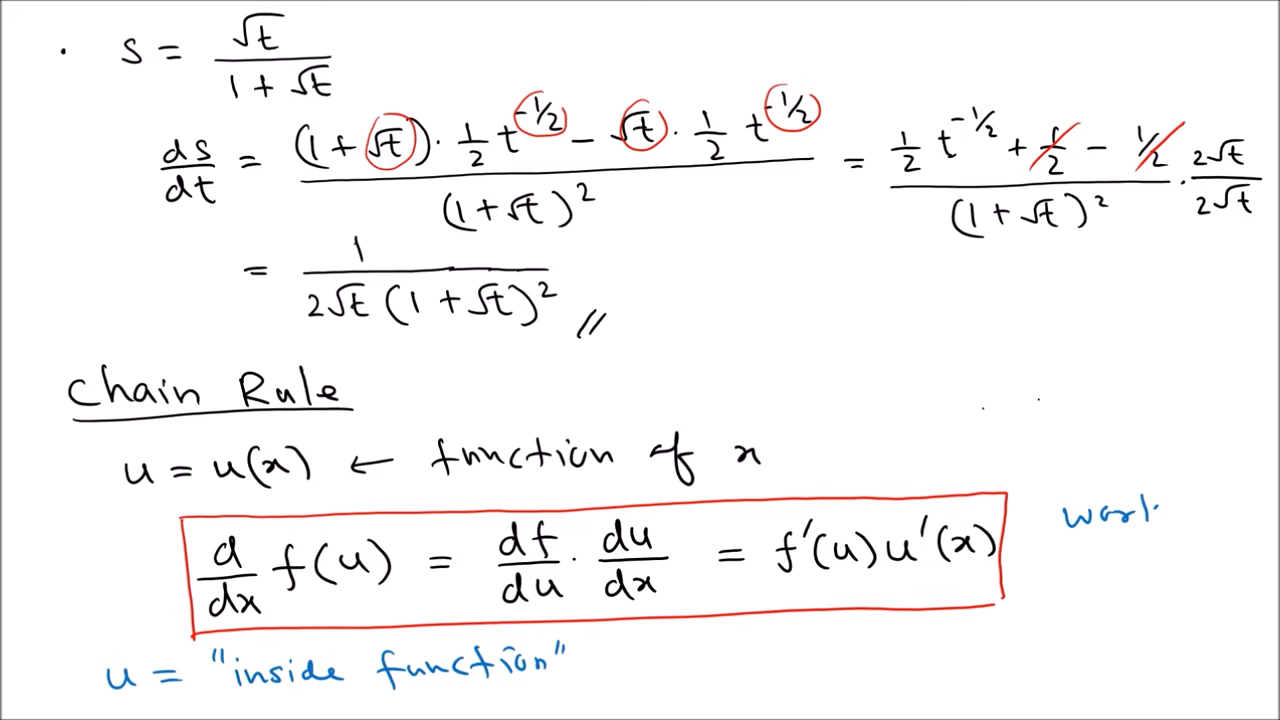 · s = √t / (1 + √t)
ds/dt = ((1 + √t) · 1/2 t^(-1/2) − √t · 1/2 t^(-1/2)) / (1 + √t)² = (1/2 t^(-1/2) + 1/2 − 1/2) / (1 + √t)² · 2√t / 2√t
= 1 / (2√t (1 + √t)²) //
Chain Rule
u = u(x) ← function of x
d/dx f(u) = df/du · du/dx = f′(u) u′(x)
u = "inside function"